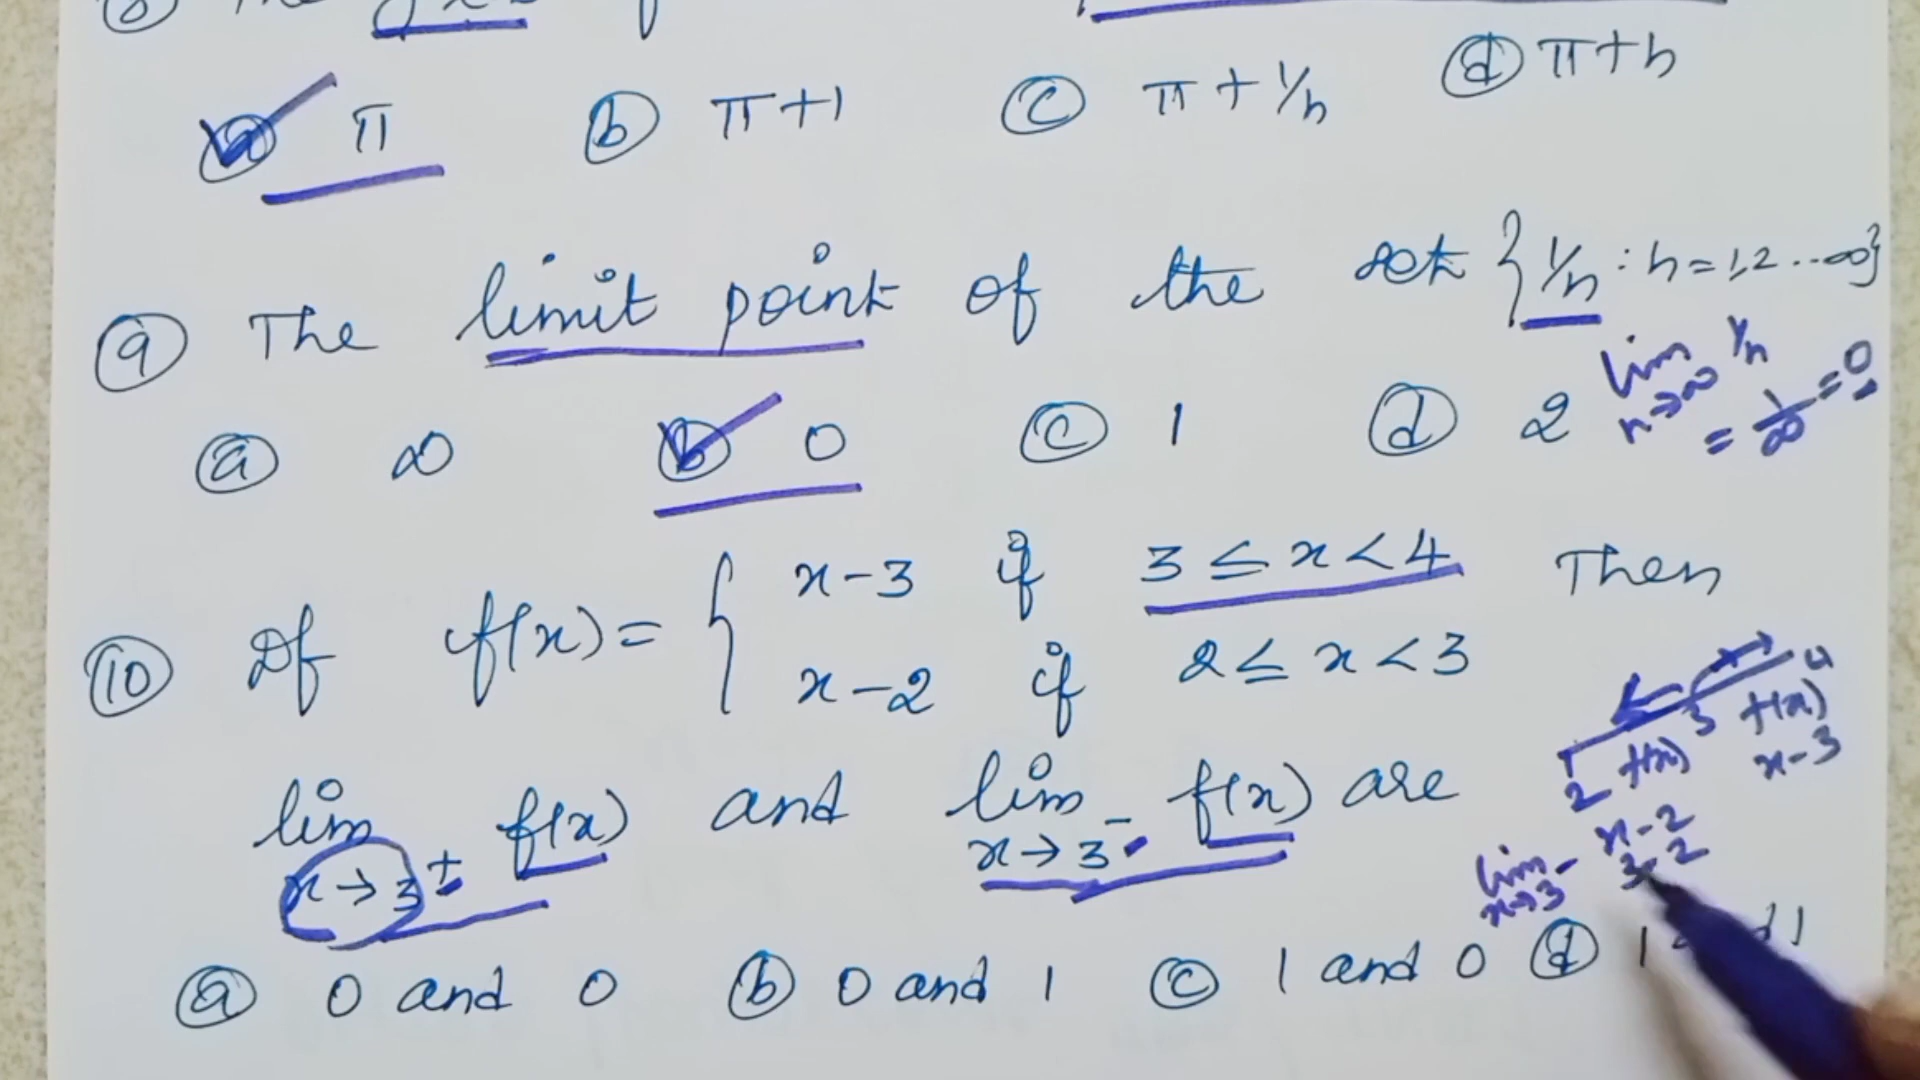 ⓐ π ⓑ π+1 ⓒ π + 1/n ⓓ π+n
⑨ The limit point of the set { 1/n : n = 1,2 ...∞}
lim n→∞ 1/n
= 1/∞ = 0
ⓐ ∞ ⓑ 0 ⓒ 1 ⓓ 2
⑩ If f(x) = { x-3 if 3 ≤ x < 4 Then
x-2 if 2 ≤ x < 3
2 3 4
f(x) f(x)
x-2 x-3
lim x→3+ f(x) and lim x→3- f(x) are
lim x→3- 3-2
ⓐ 0 and 0 ⓑ 0 and 1 ⓒ 1 and 0 ⓓ 1